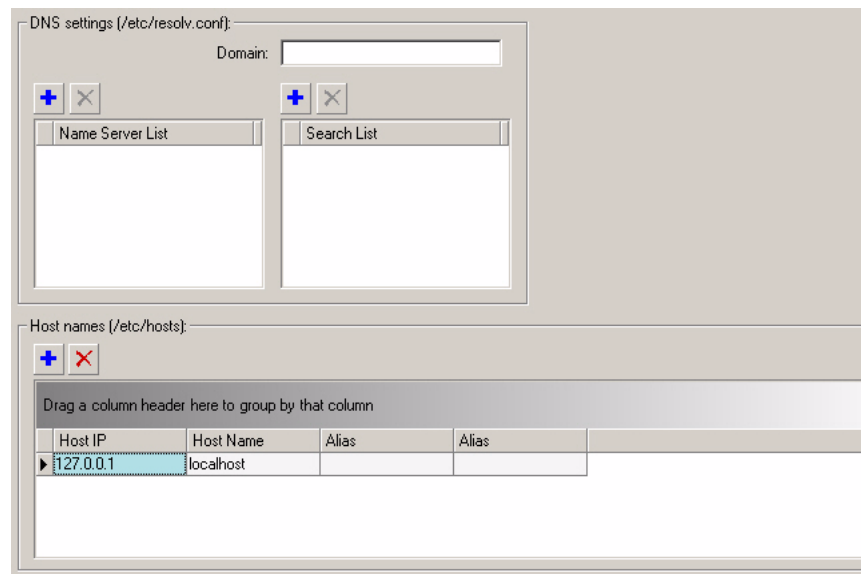 DNS settings (/etc/resolv.conf):
Domain:
Name Server List
Search List
Host names (/etc/hosts):
Drag a column header here to group by that column
Host IP Host Name Alias Alias
127.0.0.1 localhost